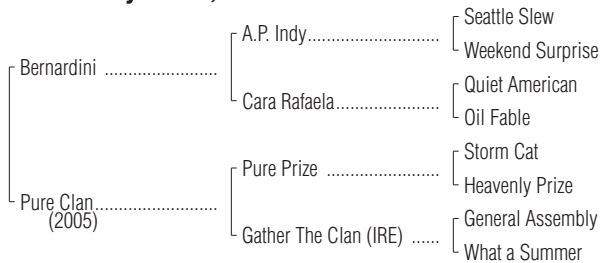 Seattle Slew
A.P. Indy
Weekend Surprise
Bernardini
Quiet American
Cara Rafaela
Oil Fable
Storm Cat
Pure Prize
Heavenly Prize
Pure Clan
(2005)
General Assembly
Gather The Clan (IRE)
What a Summer